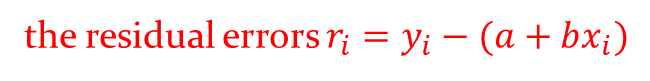 the residual errors rᵢ = yᵢ − (a + bxᵢ)